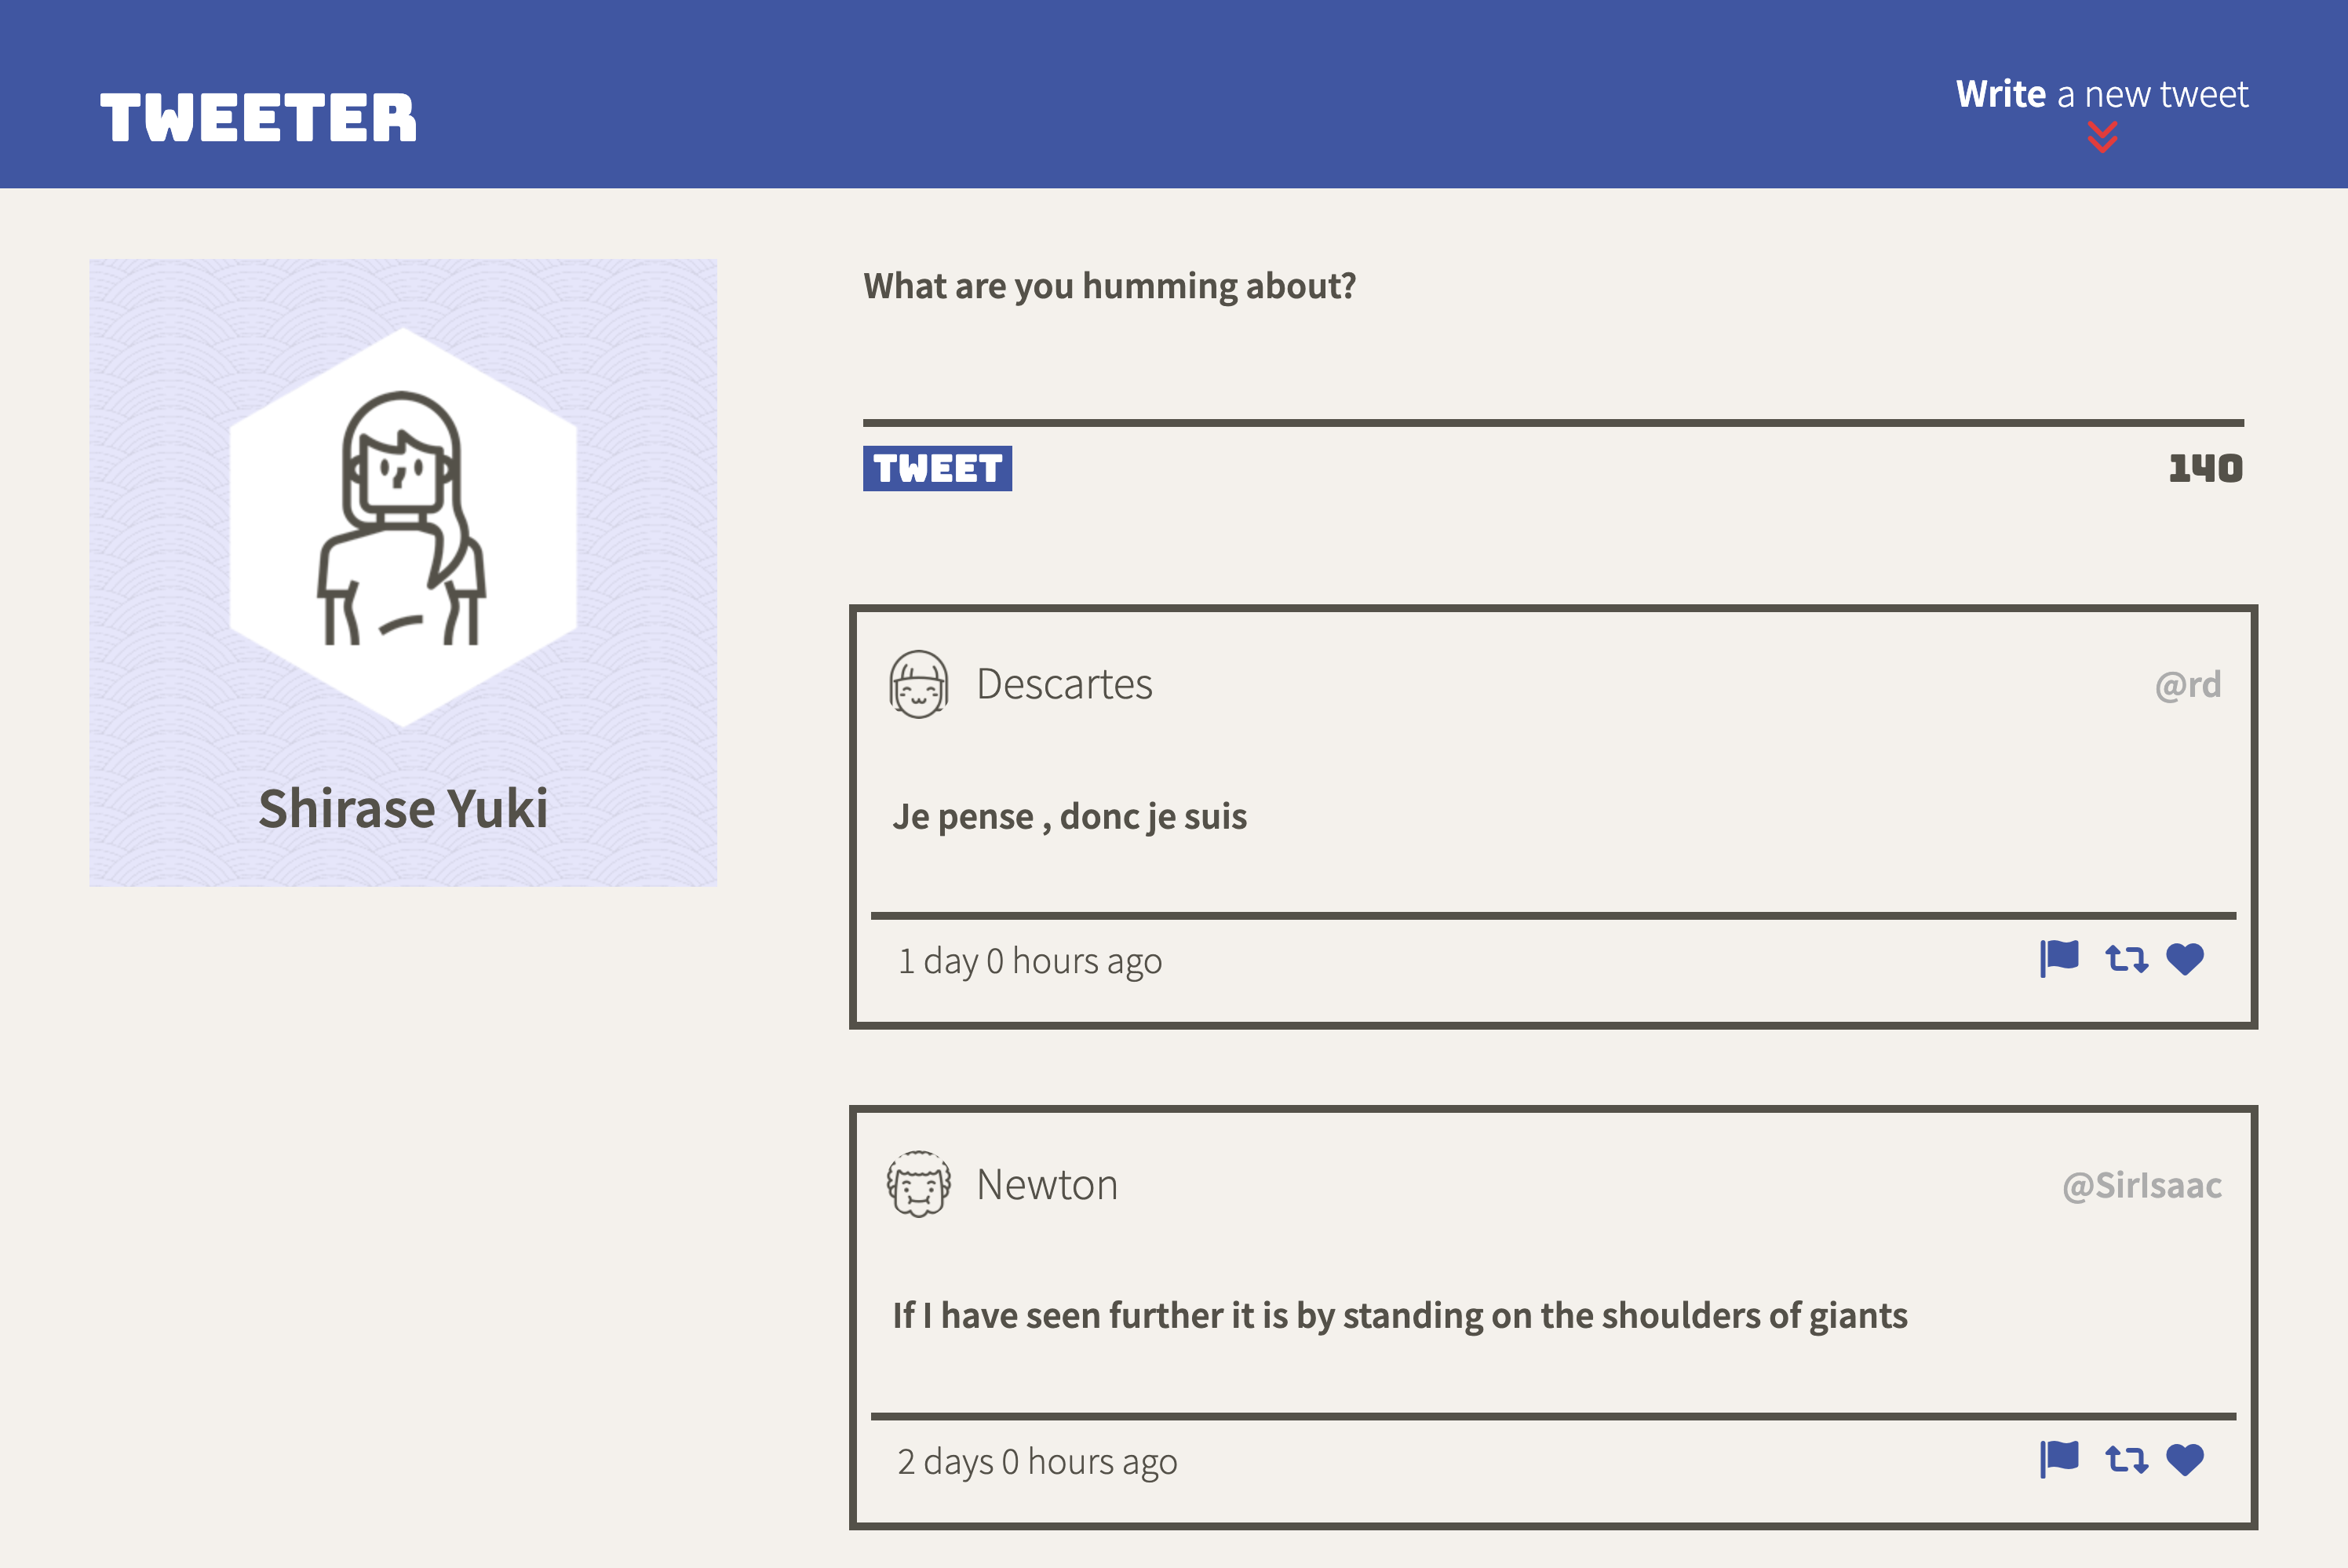 TWEETER
Write a new tweet
Shirase Yuki
What are you humming about?
TWEET
140
Descartes
@rd
Je pense , donc je suis
1 day 0 hours ago
Newton
@SirIsaac
If I have seen further it is by standing on the shoulders of giants
2 days 0 hours ago